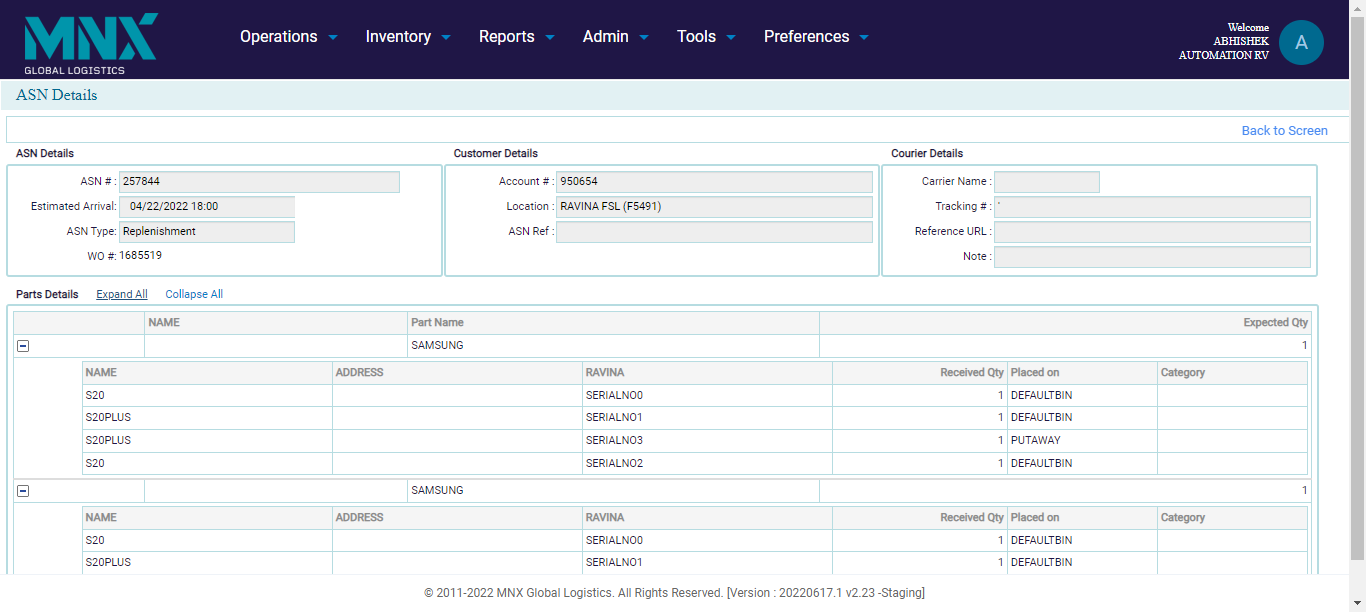 MNX
GLOBAL LOGISTICS
Operations Inventory Reports Admin Tools Preferences
Welcome
ABHISHEK
AUTOMATION RV
A
ASN Details
Back to Screen
ASN Details
ASN # : 257844
Estimated Arrival: 04/22/2022 18:00
ASN Type: Replenishment
WO #: 1685519
Customer Details
Account # : 950654
Location : RAVINA FSL (F5491)
ASN Ref :
Courier Details
Carrier Name :
Tracking # : '
Reference URL :
Note :
Parts Details Expand All Collapse All
NAME Part Name Expected Qty
SAMSUNG 1
NAME ADDRESS RAVINA Received Qty Placed on Category
S20 SERIALNO0 1 DEFAULTBIN
S20PLUS SERIALNO1 1 DEFAULTBIN
S20PLUS SERIALNO3 1 PUTAWAY
S20 SERIALNO2 1 DEFAULTBIN
SAMSUNG 1
NAME ADDRESS RAVINA Received Qty Placed on Category
S20 SERIALNO0 1 DEFAULTBIN
S20PLUS SERIALNO1 1 DEFAULTBIN
© 2011-2022 MNX Global Logistics. All Rights Reserved. [Version : 20220617.1 v2.23 -Staging]